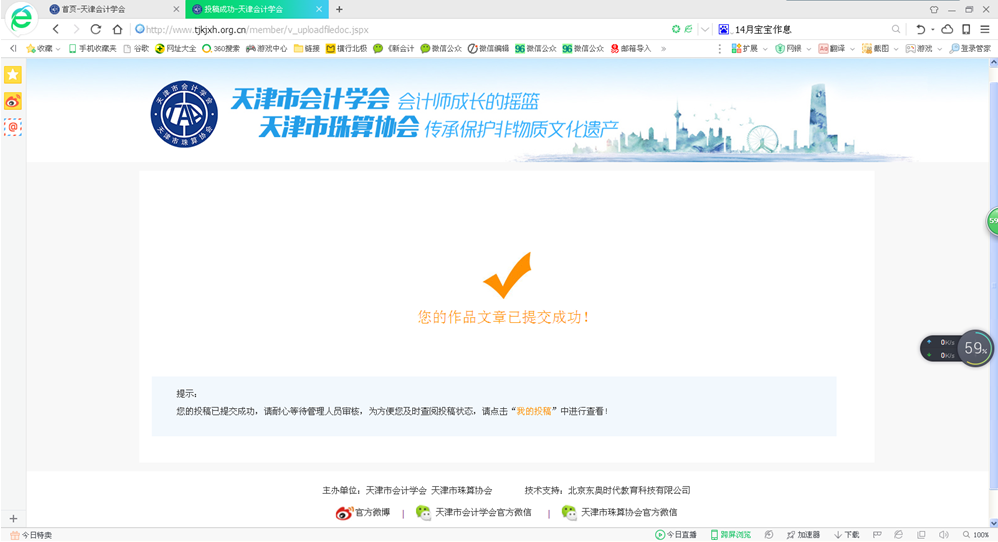 首页-天津会计学会
投稿成功-天津会计学会
http://www.tjkjxh.org.cn/member/v_uploadfiledoc.jspx
14月宝宝作息
收藏
手机收藏夹
谷歌
网址大全
360搜索
游戏中心
链接
横行北极
《新会计
微信公众
微信编辑
96 微信公众
96 微信公众
邮箱导入
»
扩展
网银
翻译
截图
游戏
登录管家
天津市会计学会
天津市珠算协会
天津市会计学会 会计师成长的摇篮
天津市珠算协会 传承保护非物质文化遗产
您的作品文章已提交成功！
提示：
您的投稿已提交成功，请耐心等待管理人员审核，为方便您及时查阅投稿状态，请点击“我的投稿”中进行查看！
59
0K/s
0K/s
59%
主办单位：天津市会计学会 天津市珠算协会 技术支持：北京东奥时代教育科技有限公司
官方微博 | 天津市会计学会官方微信 | 天津市珠算协会官方微信
今日特卖
今日直播
跨屏浏览
加速器
下载
100%